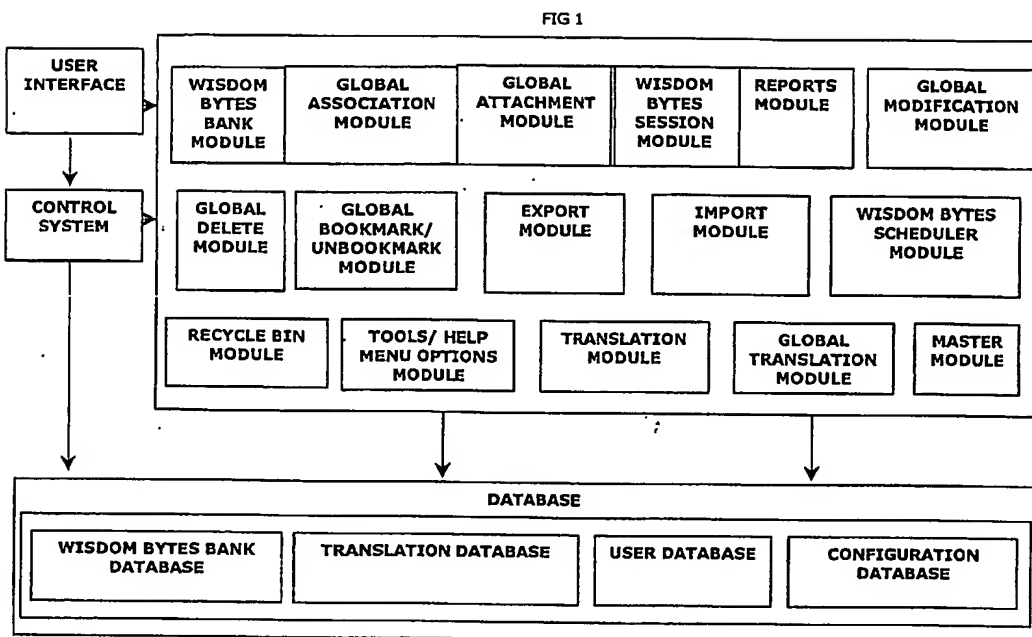 FIG 1
USER
INTERFACE
CONTROL
SYSTEM
WISDOM
BYTES
BANK
MODULE
GLOBAL
ASSOCIATION
MODULE
GLOBAL
ATTACHMENT
MODULE
WISDOM
BYTES
SESSION
MODULE
REPORTS
MODULE
GLOBAL
MODIFICATION
MODULE
GLOBAL
DELETE
MODULE
GLOBAL
BOOKMARK/
UNBOOKMARK
MODULE
EXPORT
MODULE
IMPORT
MODULE
WISDOM BYTES
SCHEDULER
MODULE
RECYCLE BIN
MODULE
TOOLS/ HELP
MENU OPTIONS
MODULE
TRANSLATION
MODULE
GLOBAL
TRANSLATION
MODULE
MASTER
MODULE
DATABASE
WISDOM BYTES BANK
DATABASE
TRANSLATION DATABASE
USER DATABASE
CONFIGURATION
DATABASE